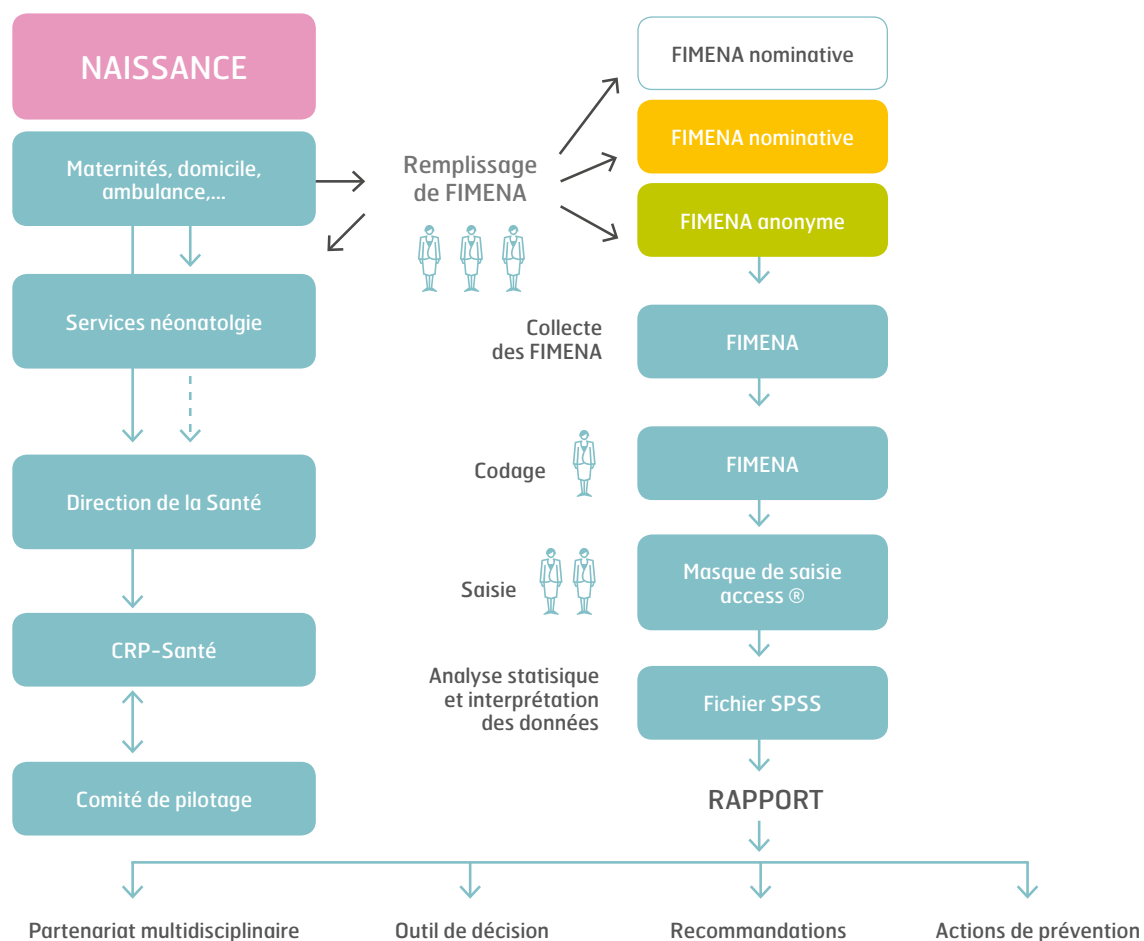 NAISSANCE
Maternités, domicile,
ambulance,...
Services néonatolgie
Direction de la Santé
CRP-Santé
Comité de pilotage
Remplissage
de FIMENA
FIMENA nominative
FIMENA nominative
FIMENA anonyme
Collecte
des FIMENA
FIMENA
Codage
FIMENA
Saisie
Masque de saisie
access ®
Analyse statisique
et interprétation
des données
Fichier SPSS
RAPPORT
Partenariat multidisciplinaire
Outil de décision
Recommandations
Actions de prévention